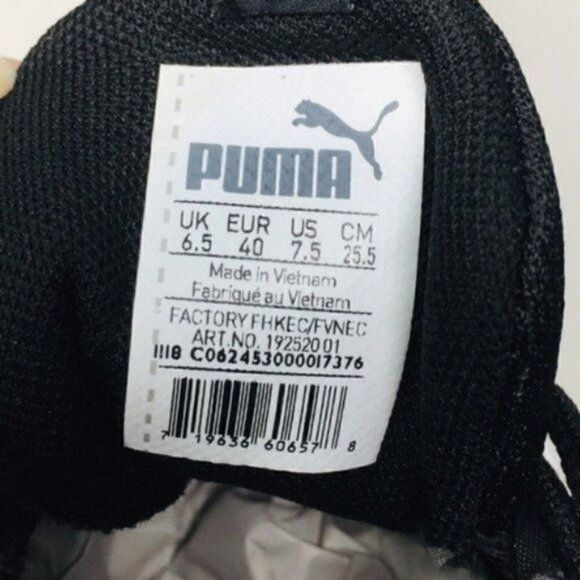 PUMA
UK EUR US CM
6.5 40 7.5 25.5
Made in Vietnam
Fabriqué au Vietnam
FACTORY FHKEC/FVNEC
ART.NO. 192520 01
1118 C062453000017376
7 19636 60657 8